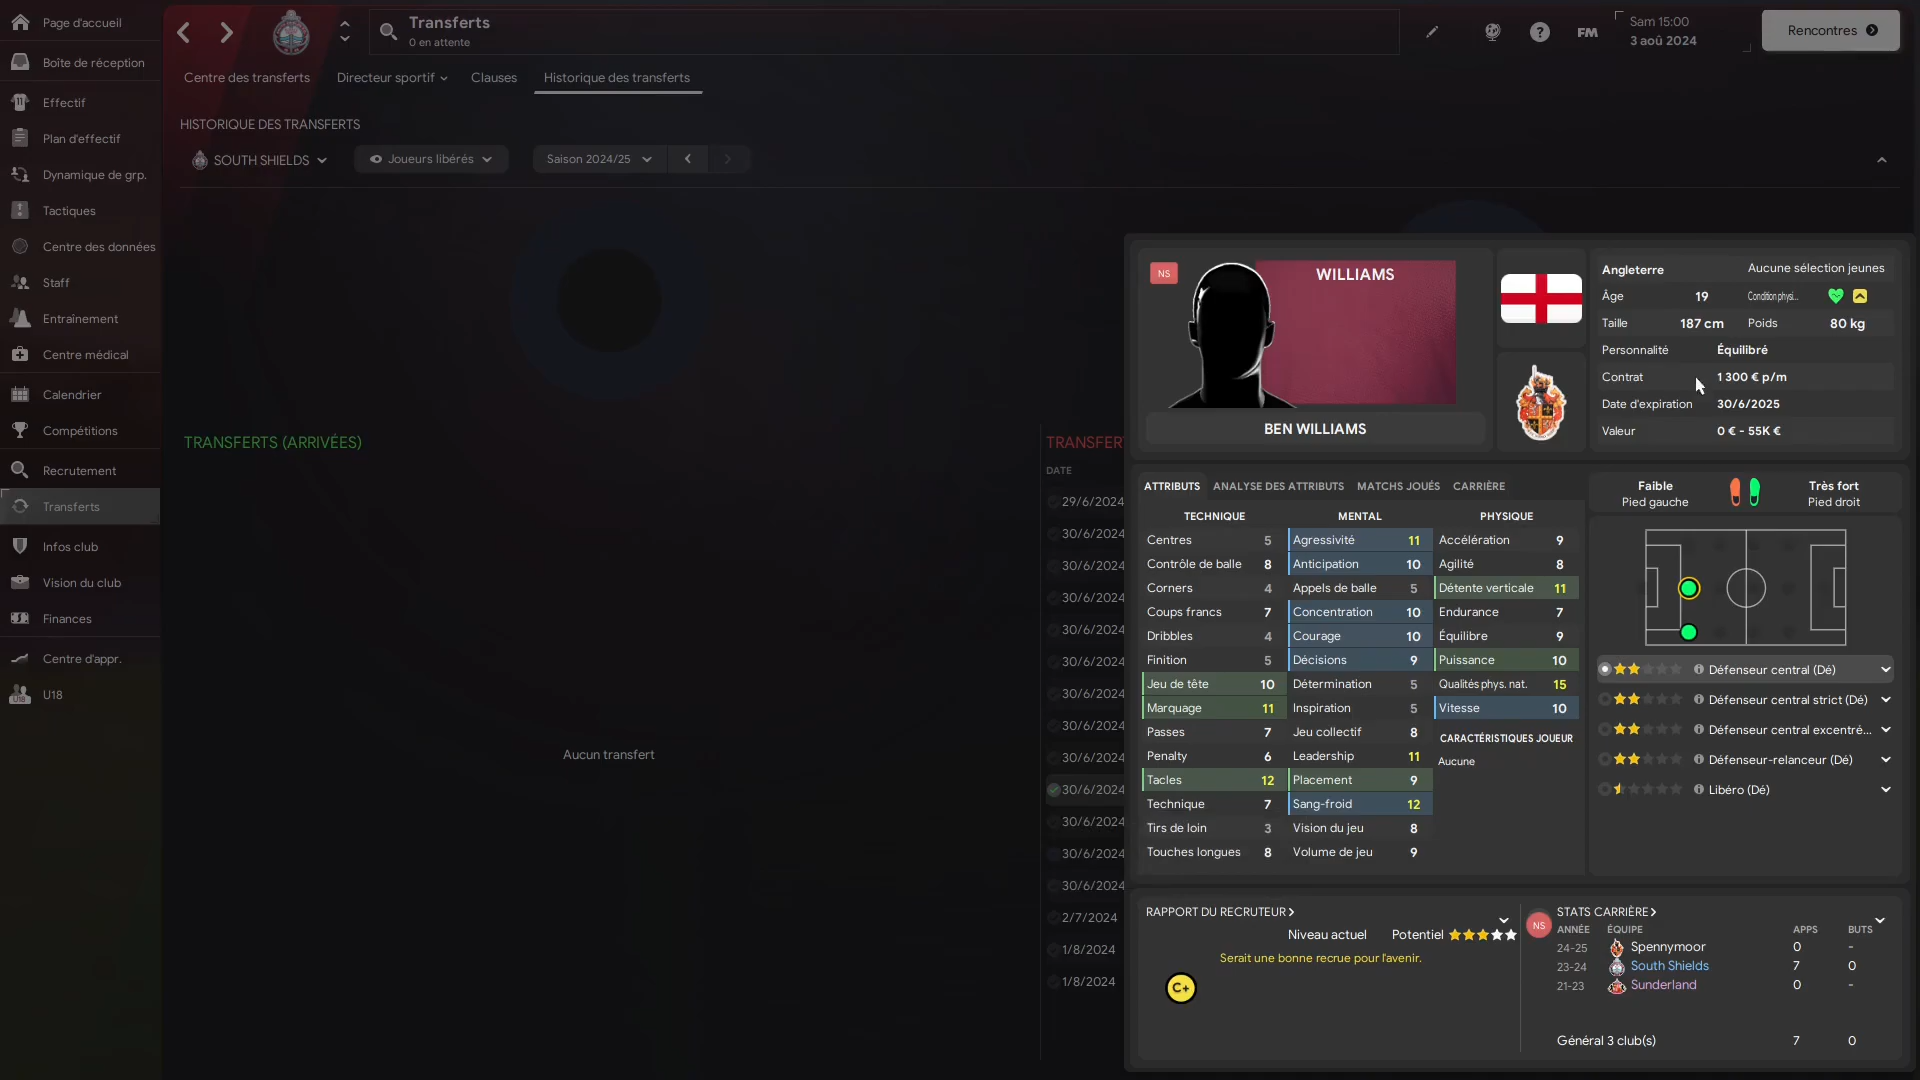 Page d'accueil
Boîte de réception
Effectif
Plan d'effectif
Dynamique de grp.
Tactiques
Centre des données
Staff
Entraînement
Centre médical
Calendrier
Compétitions
Recrutement
Transferts
Infos club
Vision du club
Finances
Centre d'appr.
U18
Transferts
0 en attente
FM
Sam 15:00
3 aoû 2024
Rencontres
Centre des transferts Directeur sportif Clauses Historique des transferts
HISTORIQUE DES TRANSFERTS
SOUTH SHIELDS Joueurs libérés Saison 2024/25
TRANSFERTS (ARRIVÉES)
Aucun transfert
TRANSFER
DATE
29/6/2024
30/6/2024
30/6/2024
30/6/2024
30/6/2024
30/6/2024
30/6/2024
30/6/2024
30/6/2024
30/6/2024
30/6/2024
30/6/2024
30/6/2024
2/7/2024
1/8/2024
1/8/2024
NS
WILLIAMS
BEN WILLIAMS
Angleterre Aucune sélection jeunes
Âge 19 Condition physi...
Taille 187 cm Poids 80 kg
Personnalité Équilibré
Contrat 1 300 € p/m
Date d'expiration 30/6/2025
Valeur 0 € - 55K €
ATTRIBUTS ANALYSE DES ATTRIBUTS MATCHS JOUÉS CARRIÈRE
TECHNIQUE
Centres 5
Contrôle de balle 8
Corners 4
Coups francs 7
Dribbles 4
Finition 5
Jeu de tête 10
Marquage 11
Passes 7
Penalty 6
Tacles 12
Technique 7
Tirs de loin 3
Touches longues 8
MENTAL
Agressivité 11
Anticipation 10
Appels de balle 5
Concentration 10
Courage 10
Décisions 9
Détermination 5
Inspiration 5
Jeu collectif 8
Leadership 11
Placement 9
Sang-froid 12
Vision du jeu 8
Volume de jeu 9
PHYSIQUE
Accélération 9
Agilité 8
Détente verticale 11
Endurance 7
Équilibre 9
Puissance 10
Qualités phys. nat. 15
Vitesse 10
CARACTÉRISTIQUES JOUEUR
Aucune
Faible
Pied gauche
Très fort
Pied droit
Défenseur central (Dé)
Défenseur central strict (Dé)
Défenseur central excentré...
Défenseur-relanceur (Dé)
Libéro (Dé)
RAPPORT DU RECRUTEUR
Niveau actuel Potentiel
Serait une bonne recrue pour l'avenir.
C+
NS
STATS CARRIÈRE
ANNÉE ÉQUIPE APPS BUTS
24-25 Spennymoor 0 -
23-24 South Shields 7 0
21-23 Sunderland 0 -
Général 3 club(s) 7 0